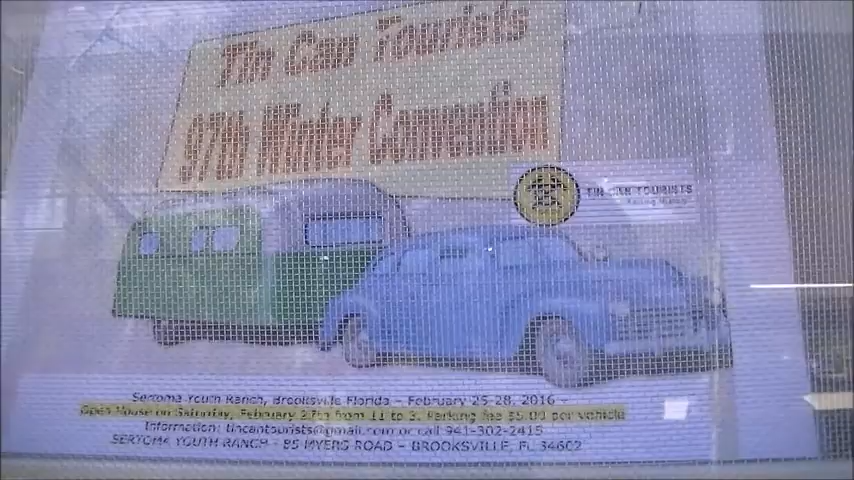 Tin Can Tourists
97th Winter Convention
TIN CAN TOURISTS
Sertoma Youth Ranch, Brooksville Florida - February 25-28, 2016 -
Open House on Saturday, February 27th from 11 to 3. Parking fee $5.00 per vehicle
Information: tincantourists@gmail.com or call 941-302-2415
SERTOMA YOUTH RANCH - 85 MYERS ROAD - BROOKSVILLE, FL 34602